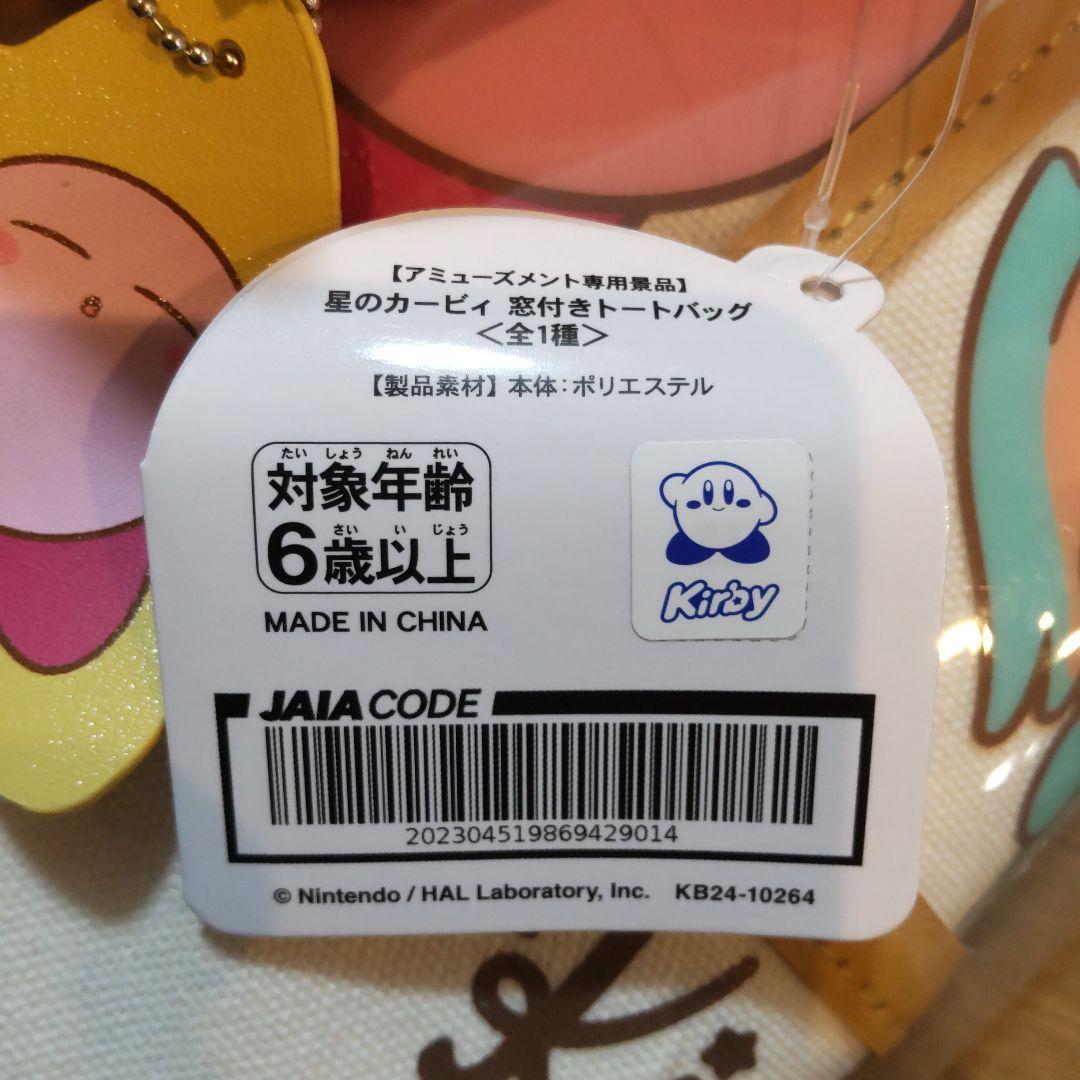 【アミューズメント専用景品】
星のカービィ 窓付きトートバッグ
＜全1種＞
【製品素材】本体：ポリエステル
たいしょうねんれい
対象年齢
さいいじょう
6歳以上
MADE IN CHINA
Kirby
JAIA CODE
202304519869429014
© Nintendo / HAL Laboratory, Inc. KB24-10264